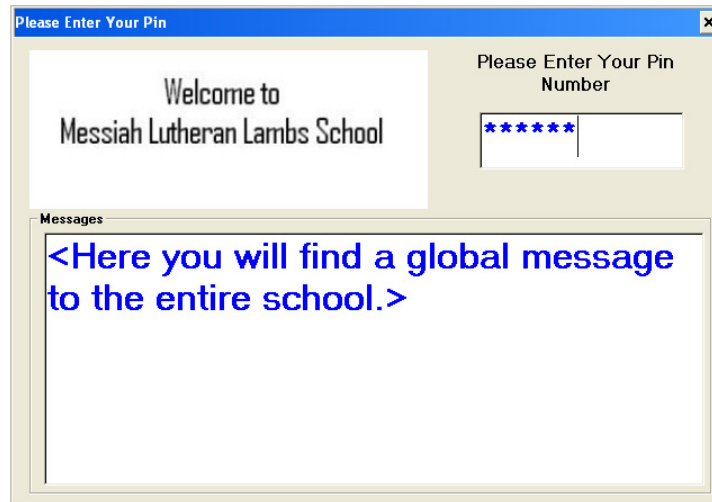 Please Enter Your Pin
Welcome to
Messiah Lutheran Lambs School
Please Enter Your Pin
Number
******
Messages
<Here you will find a global message
to the entire school.>